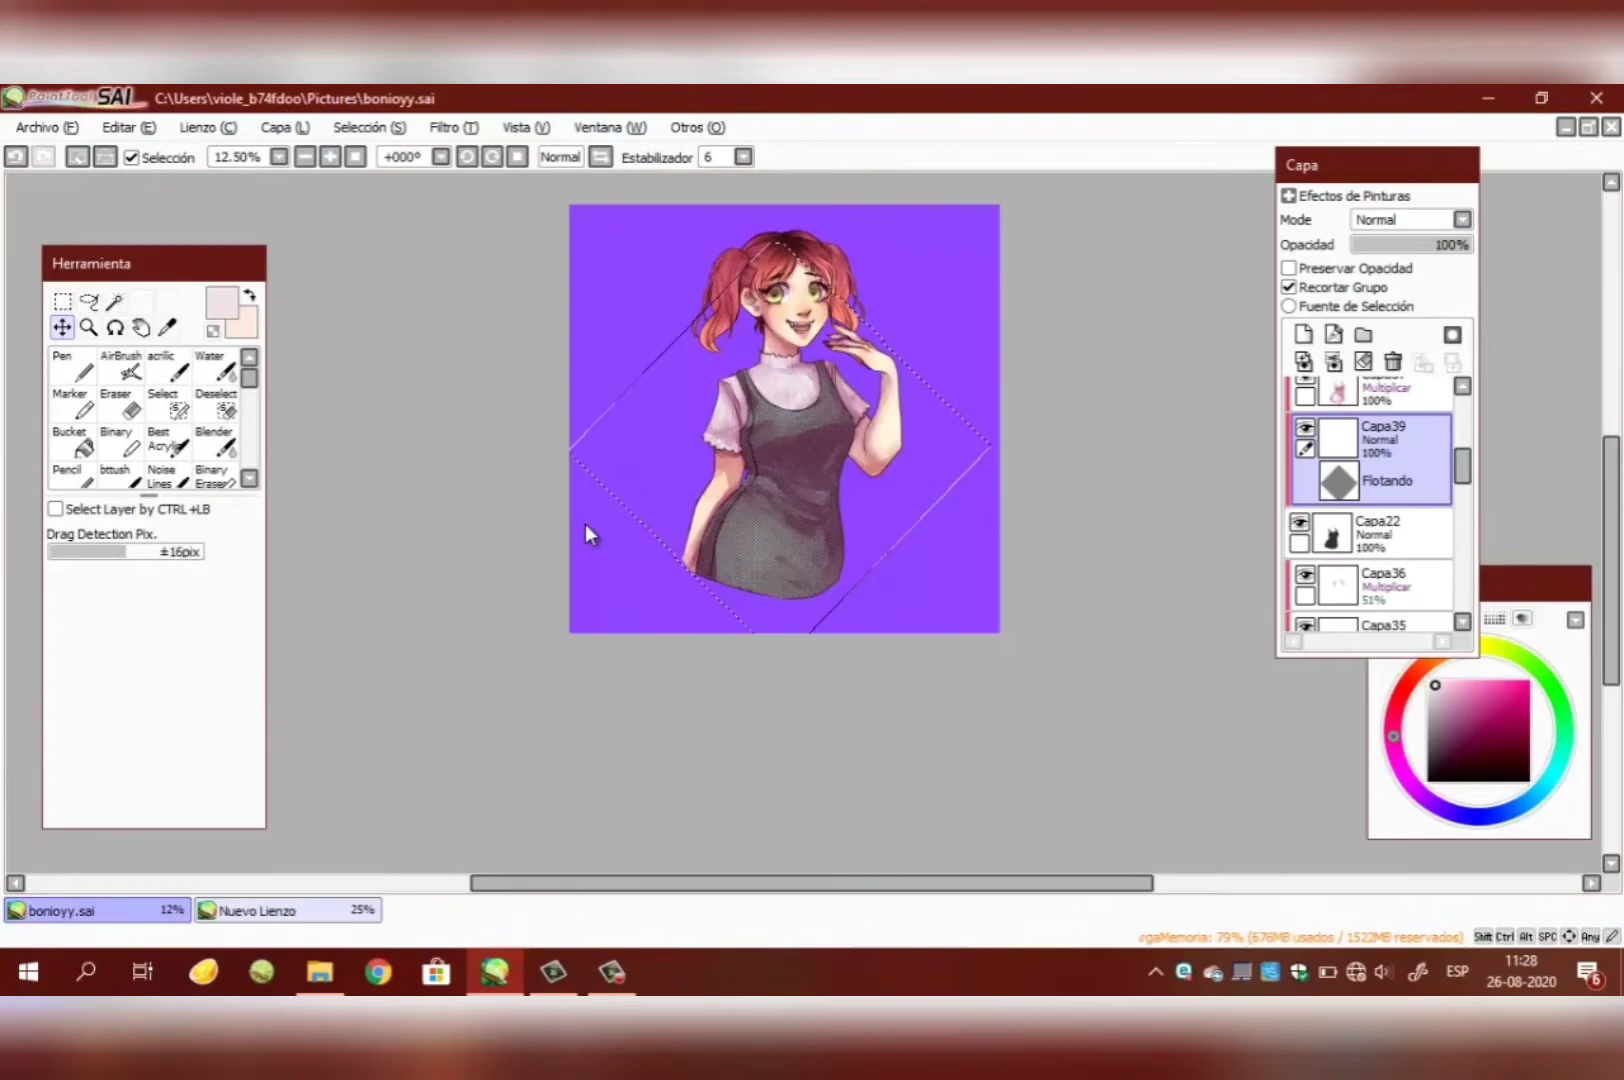 PaintTool SAI C:\Users\viole_b74fdoo\Pictures\bonioyy.sai
Archivo (F) Editar (E) Lienzo (C) Capa (L) Selección (S) Filtro (T) Vista (V) Ventana (W) Otros (O)
Selección 12.50% +000º Normal Estabilizador 6
Capa
Efectos de Pinturas
Mode Normal
Opacidad 100%
Preservar Opacidad
Recortar Grupo
Fuente de Selección
Multiplicar
100%
Capa39
Normal
100%
Flotando
Capa22
Normal
100%
Capa36
Multiplicar
51%
Capa35
Herramienta
Pen AirBrush acrilic Water
Marker Eraser Select Deselect
Bucket Binary Best Acrylic Blender
Pencil bttush Noise Lines Binary Eraser
Select Layer by CTRL +LB
Drag Detection Pix.
±16pix
bonioyy.sai 12% Nuevo Lienzo 25%
rgaMemoria: 79% (676MB usados / 1522MB reservados) Shift Ctrl Alt SPC Any
ESP 11:28
26-08-2020 6